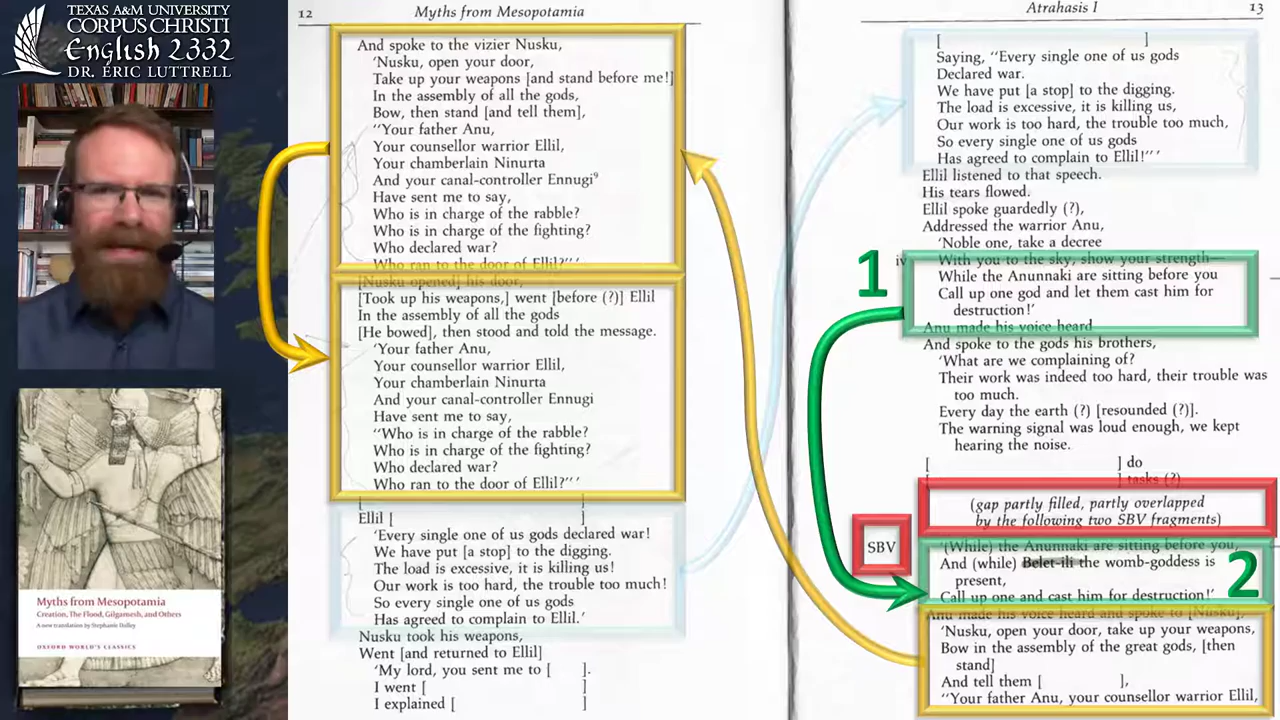 TEXAS A&M UNIVERSITY
CORPUS CHRISTI
English 2332
DR. ERIC LUTTRELL
Myths from Mesopotamia
Creation, The Flood, Gilgamesh, and Others
A new translation by Stephanie Dalley
OXFORD WORLD'S CLASSICS
12 Myths from Mesopotamia
And spoke to the vizier Nusku,
'Nusku, open your door,
Take up your weapons [and stand before me!]
In the assembly of all the gods,
Bow, then stand [and tell them],
"Your father Anu,
Your counsellor warrior Ellil,
Your chamberlain Ninurta
And your canal-controller Ennugi⁹
Have sent me to say,
Who is in charge of the rabble?
Who is in charge of the fighting?
Who declared war?
Who ran to the door of Ellil?"'
[Nusku opened] his door,
[Took up his weapons,] went [before (?)] Ellil
In the assembly of all the gods
[He bowed], then stood and told the message.
'Your father Anu,
Your counsellor warrior Ellil,
Your chamberlain Ninurta
And your canal-controller Ennugi
Have sent me to say,
"Who is in charge of the rabble?
Who is in charge of the fighting?
Who declared war?
Who ran to the door of Ellil?"'
[ ]
Ellil [ ]
'Every single one of us gods declared war!
We have put [a stop] to the digging.
The load is excessive, it is killing us!
Our work is too hard, the trouble too much!
So every single one of us gods
Has agreed to complain to Ellil.'
Nusku took his weapons,
Went [and returned to Ellil]
'My lord, you sent me to [ ].
I went [ ]
I explained [ ]
Atrahasis I 13
[ ]
Saying, "Every single one of us gods
Declared war.
We have put [a stop] to the digging.
The load is excessive, it is killing us,
Our work is too hard, the trouble too much,
So every single one of us gods
Has agreed to complain to Ellil!"'
Ellil listened to that speech.
His tears flowed.
Ellil spoke guardedly (?),
Addressed the warrior Anu,
'Noble one, take a decree
iv With you to the sky, show your strength—
1
While the Anunnaki are sitting before you
Call up one god and let them cast him for
destruction!'
Anu made his voice heard
And spoke to the gods his brothers,
'What are we complaining of?
Their work was indeed too hard, their trouble was
too much.
Every day the earth (?) [resounded (?)].
The warning signal was loud enough, we kept
hearing the noise.
[ ] do
[ ] tasks (?)
(gap partly filled, partly overlapped
by the following two SBV fragments)
SBV
'(While) the Anunnaki are sitting before you,
And (while) Belet-ili the womb-goddess is
present,
Call up one and cast him for destruction!'
2
Anu made his voice heard and spoke to [Nusku],
'Nusku, open your door, take up your weapons,
Bow in the assembly of the great gods, [then
stand]
And tell them [ ],
"Your father Anu, your counsellor warrior Ellil,